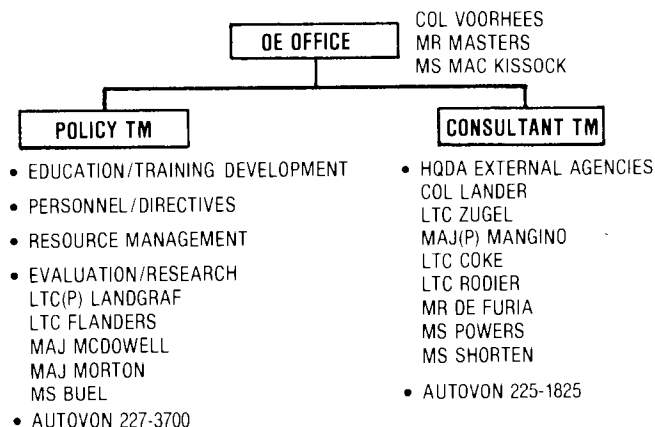 OE OFFICE
COL VOORHEES
MR MASTERS
MS MAC KISSOCK
POLICY TM
• EDUCATION/TRAINING DEVELOPMENT
• PERSONNEL/DIRECTIVES
• RESOURCE MANAGEMENT
• EVALUATION/RESEARCH
LTC(P) LANDGRAF
LTC FLANDERS
MAJ MCDOWELL
MAJ MORTON
MS BUEL
• AUTOVON 227-3700
CONSULTANT TM
• HQDA EXTERNAL AGENCIES
COL LANDER
LTC ZUGEL
MAJ(P) MANGINO
LTC COKE
LTC RODIER
MR DE FURIA
MS POWERS
MS SHORTEN
• AUTOVON 225-1825